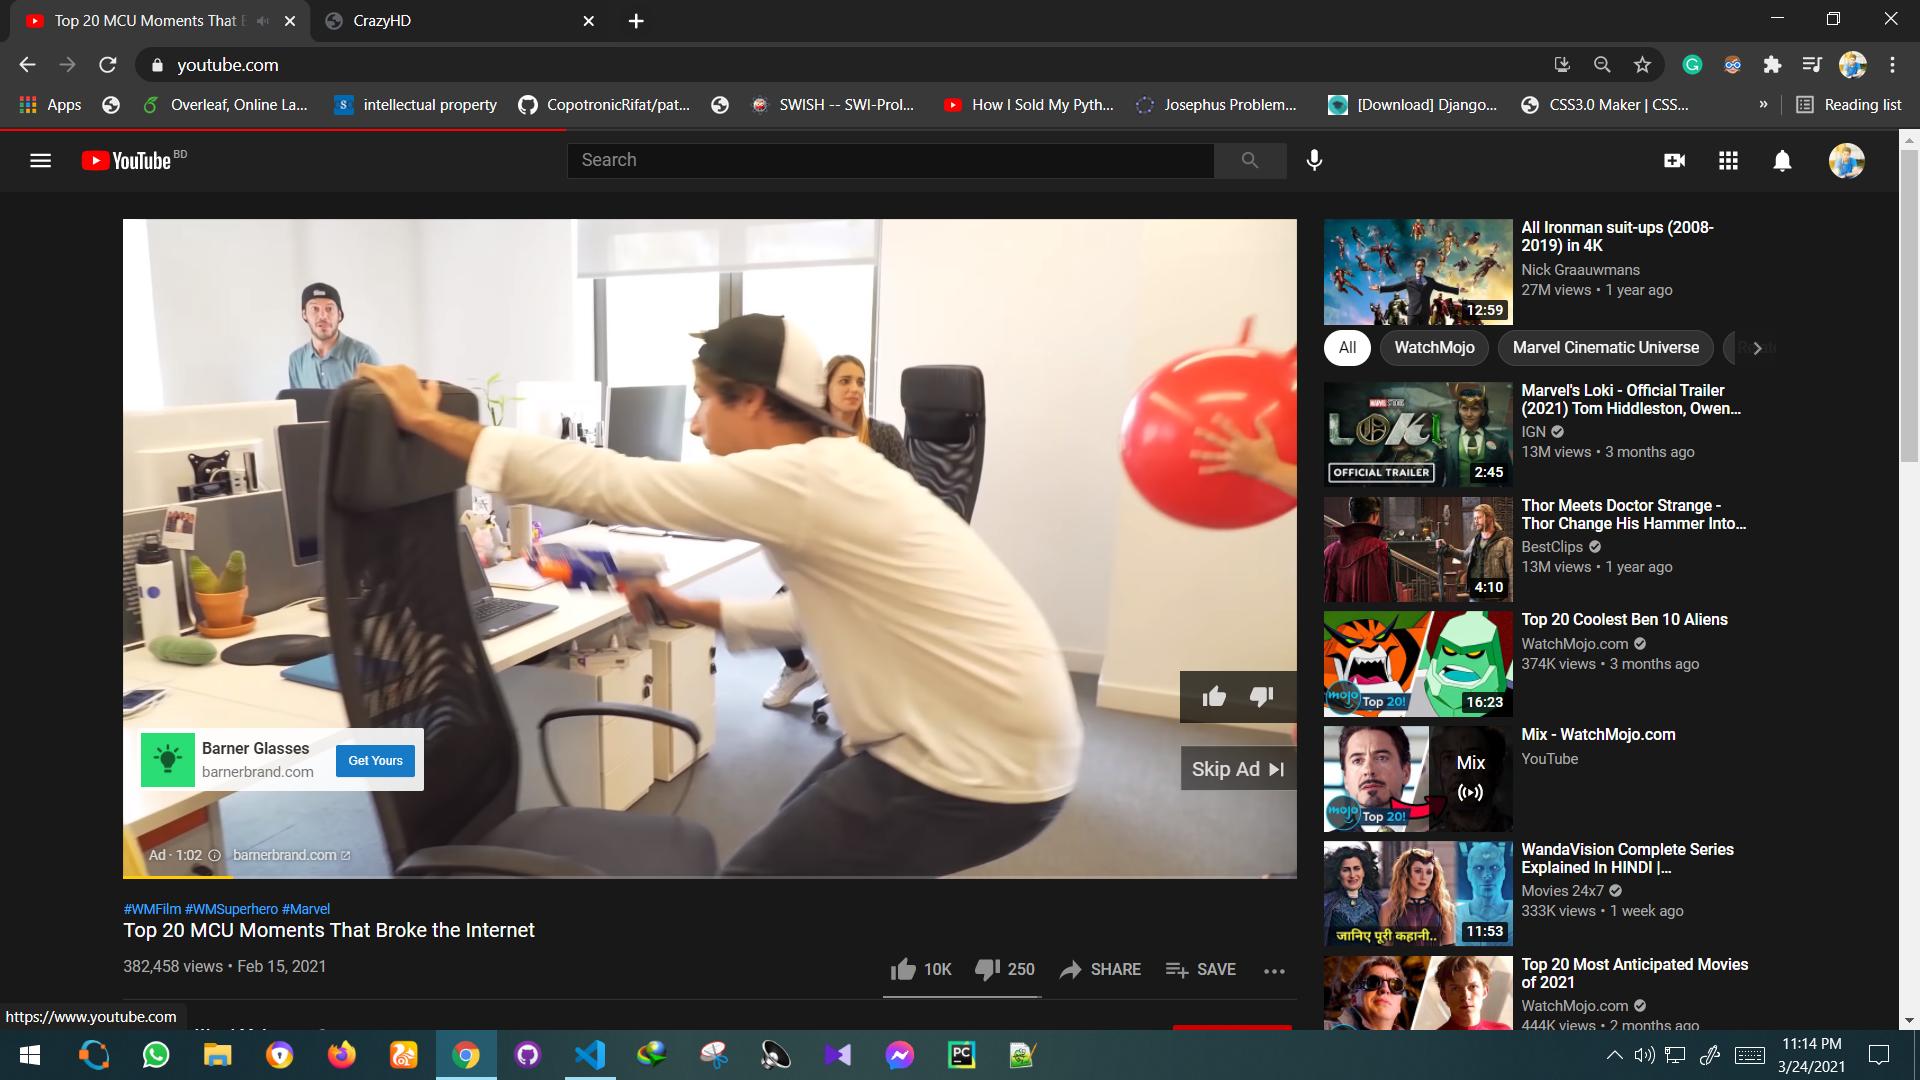 Top 20 MCU Moments That
CrazyHD
youtube.com
Apps
Overleaf, Online La...
intellectual property
CopotronicRifat/pat...
SWISH -- SWI-Prol...
How I Sold My Pyth...
Josephus Problem...
[Download] Django...
CSS3.0 Maker | CSS...
»
Reading list
YouTube BD
Search
All Ironman suit-ups (2008-
2019) in 4K
Nick Graauwmans
27M views • 1 year ago
12:59
All
WatchMojo
Marvel Cinematic Universe
MARVEL STUDIOS
LOKI
OFFICIAL TRAILER
2:45
Marvel's Loki - Official Trailer
(2021) Tom Hiddleston, Owen...
IGN
13M views • 3 months ago
Thor Meets Doctor Strange -
Thor Change His Hammer Into...
BestClips
13M views • 1 year ago
4:10
Top 20 Coolest Ben 10 Aliens
WatchMojo.com
374K views • 3 months ago
mojo Top 20!
16:23
Mix - WatchMojo.com
YouTube
Mix
mojo Top 20!
WandaVision Complete Series
Explained In HINDI |...
Movies 24x7
333K views • 1 week ago
जानिए पूरी कहानी..
11:53
Top 20 Most Anticipated Movies
of 2021
WatchMojo.com
444K views • 2 months ago
Skip Ad
Barner Glasses
barnerbrand.com
Get Yours
Ad · 1:02
barnerbrand.com
#WMFilm #WMSuperhero #Marvel
Top 20 MCU Moments That Broke the Internet
382,458 views • Feb 15, 2021
10K
250
SHARE
SAVE
https://www.youtube.com
PC
11:14 PM
3/24/2021